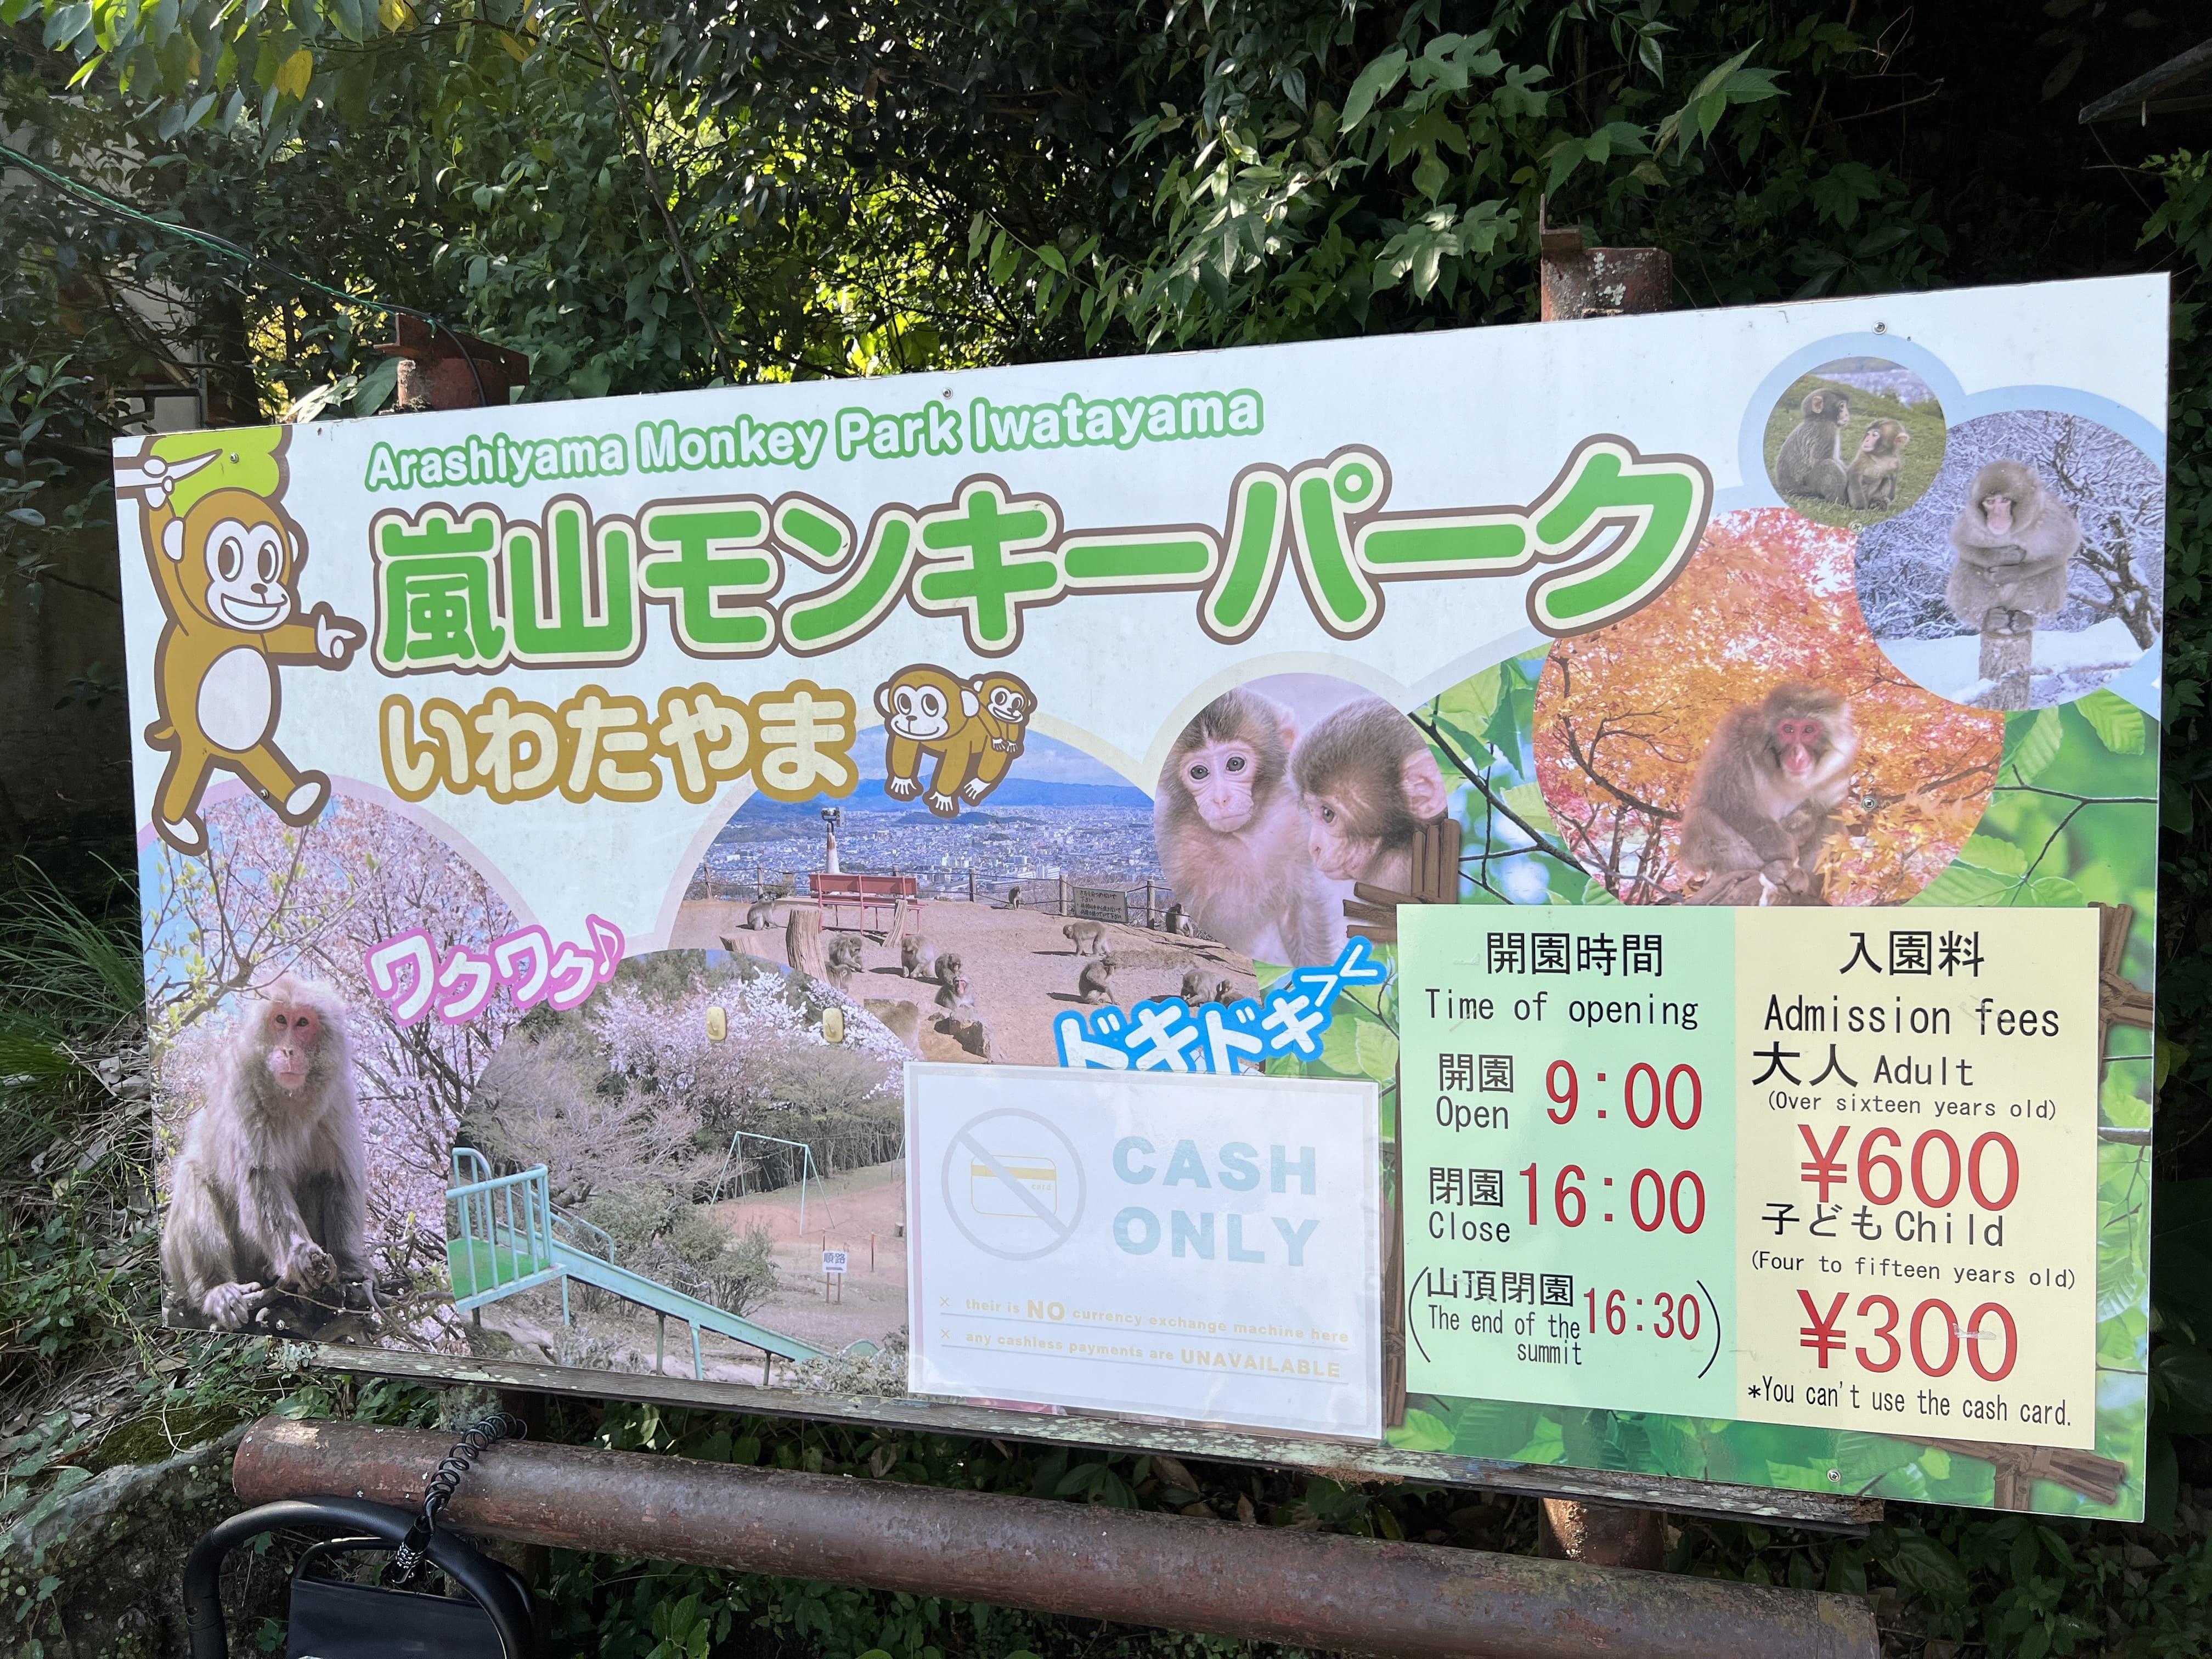 Arashiyama Monkey Park Iwatayama
嵐山モンキーパーク
いわたやま
ワクワク♪
ドキドキ
順路
card
CASH
ONLY
× their is NO currency exchange machine here
× any cashless payments are UNAVAILABLE
開園時間
Time of opening
開園
Open
9:00
閉園
Close
16:00
(山頂閉園
The end of the
summit
16:30)
入園料
Admission fees
大人 Adult
(Over sixteen years old)
¥600
子ども Child
(Four to fifteen years old)
¥300
*You can't use the cash card.